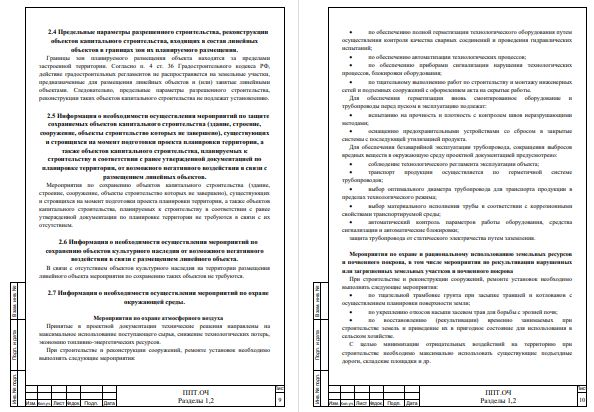 2.4 Предельные параметры разрешенного строительства, реконструкции
объектов капитального строительства, входящих в состав линейных
объектов в границах зон их планируемого размещения.
Границы зон планируемого размещения объекта находятся за пределами
застроенной территории. Согласно п. 4 ст. 36 Градостроительного кодекса РФ,
действие градостроительных регламентов не распространяется на земельные участки,
предназначенные для размещения линейных объектов и (или) занятые линейными
объектами. Следовательно, предельные параметры разрешенного строительства,
реконструкции таких объектов капитального строительства не подлежат установлению.
2.5 Информация о необходимости осуществления мероприятий по защите
сохраняемых объектов капитального строительства (здание, строение,
сооружение, объекты строительство которых не завершено), существующих
и строящихся на момент подготовки проекта планировки территории, а
также объектов капитального строительства, планируемых к
строительству в соответствии с ранее утвержденной документацией по
планировке территории, от возможного негативного воздействия в связи с
размещением линейных объектов.
Мероприятия по сохранению объектов капитального строительства (здание,
строение, сооружение, объекты строительство которых не завершено), существующих
и строящихся на момент подготовки проекта планировки территории, а также объектов
капитального строительства, планируемых к строительству в соответствии с ранее
утвержденной документации по планировке территории не требуются в связи с их
отсутствием.
2.6 Информация о необходимости осуществления мероприятий по
сохранению объектов культурного наследия от возможного негативного
воздействия в связи с размещением линейного объекта.
В связи с отсутствием объектов культурного наследия на территории размещения
линейного объекта мероприятия по сохранению таких объектов не требуются.
2.7 Информация о необходимости осуществления мероприятий по охране
окружающей среды.
Мероприятия по охране атмосферного воздуха
Принятые в проектной документации технические решения направлены на
максимальное использование поступающего сырья, снижение технологических потерь,
экономию топливно-энергетических ресурсов.
При строительстве и реконструкции сооружений, ремонте установок необходимо
выполнить следующие мероприятия:
Взам. инв. №
Подп. и дата
Инв. № подл.
Изм. Кол.уч. Лист №док. Подп. Дата
ППТ.ОЧ
Разделы 1,2
Лист
9
• по обеспечению полной герметизации технологического оборудования путем
осуществления контроля качества сварных соединений и проведения гидравлических
испытаний;
• по обеспечению автоматизации технологических процессов;
• по обеспечению приборами сигнализации нарушения технологических
процессов, блокировки оборудования;
• по тщательному выполнению работ по строительству и монтажу инженерных
сетей и подземных сооружений с оформлением акта на скрытые работы.
Для обеспечения герметизации вновь смонтированное оборудование и
трубопроводы перед пуском в эксплуатацию подлежат:
• испытанию на прочность и плотность с контролем швов неразрушающими
методами;
• оснащению предохранительными устройствами со сбросом в закрытые
системы с последующей утилизацией продукта.
Для обеспечения безаварийной эксплуатации трубопровода, сокращения выбросов
вредных веществ в окружающую среду проектной документацией предусмотрено:
• соблюдение технологического регламента эксплуатации объекта;
• транспорт продукции осуществляется по герметичной системе
трубопроводов;
• выбор оптимального диаметра трубопровода для транспорта продукции в
пределах технологического режима;
• выбор материального исполнения трубы в соответствии с коррозионными
свойствами транспортируемой среды;
• автоматический контроль параметров работы оборудования, средства
сигнализации и автоматические блокировки;
защита трубопровода от статического электричества путем заземления.
Мероприятия по охране и рациональному использованию земельных ресурсов
и почвенного покрова, в том числе мероприятия по рекультивации нарушенных
или загрязненных земельных участков и почвенного покрова
При строительстве и реконструкции сооружений, ремонте установок необходимо
выполнить следующие мероприятия:
• по тщательной трамбовке грунта при засыпке траншей и котлованов с
осуществлением планировки поверхности земли;
• по укреплению откосов насыпи посевом трав для борьбы с эрозией почв;
• по восстановлению (рекультивации) временно занимаемых при
строительстве земель и приведение их в пригодное состояние для использования в
сельском хозяйстве.
С целью минимизации отрицательных воздействий на территорию при
строительстве необходимо максимально использовать существующие подъездные
дороги, складские площадки и др.
Взам. инв. №
Подп. и дата
Инв. № подл.
Изм. Кол.уч. Лист №док. Подп. Дата
ППТ.ОЧ
Разделы 1,2
Лист
10